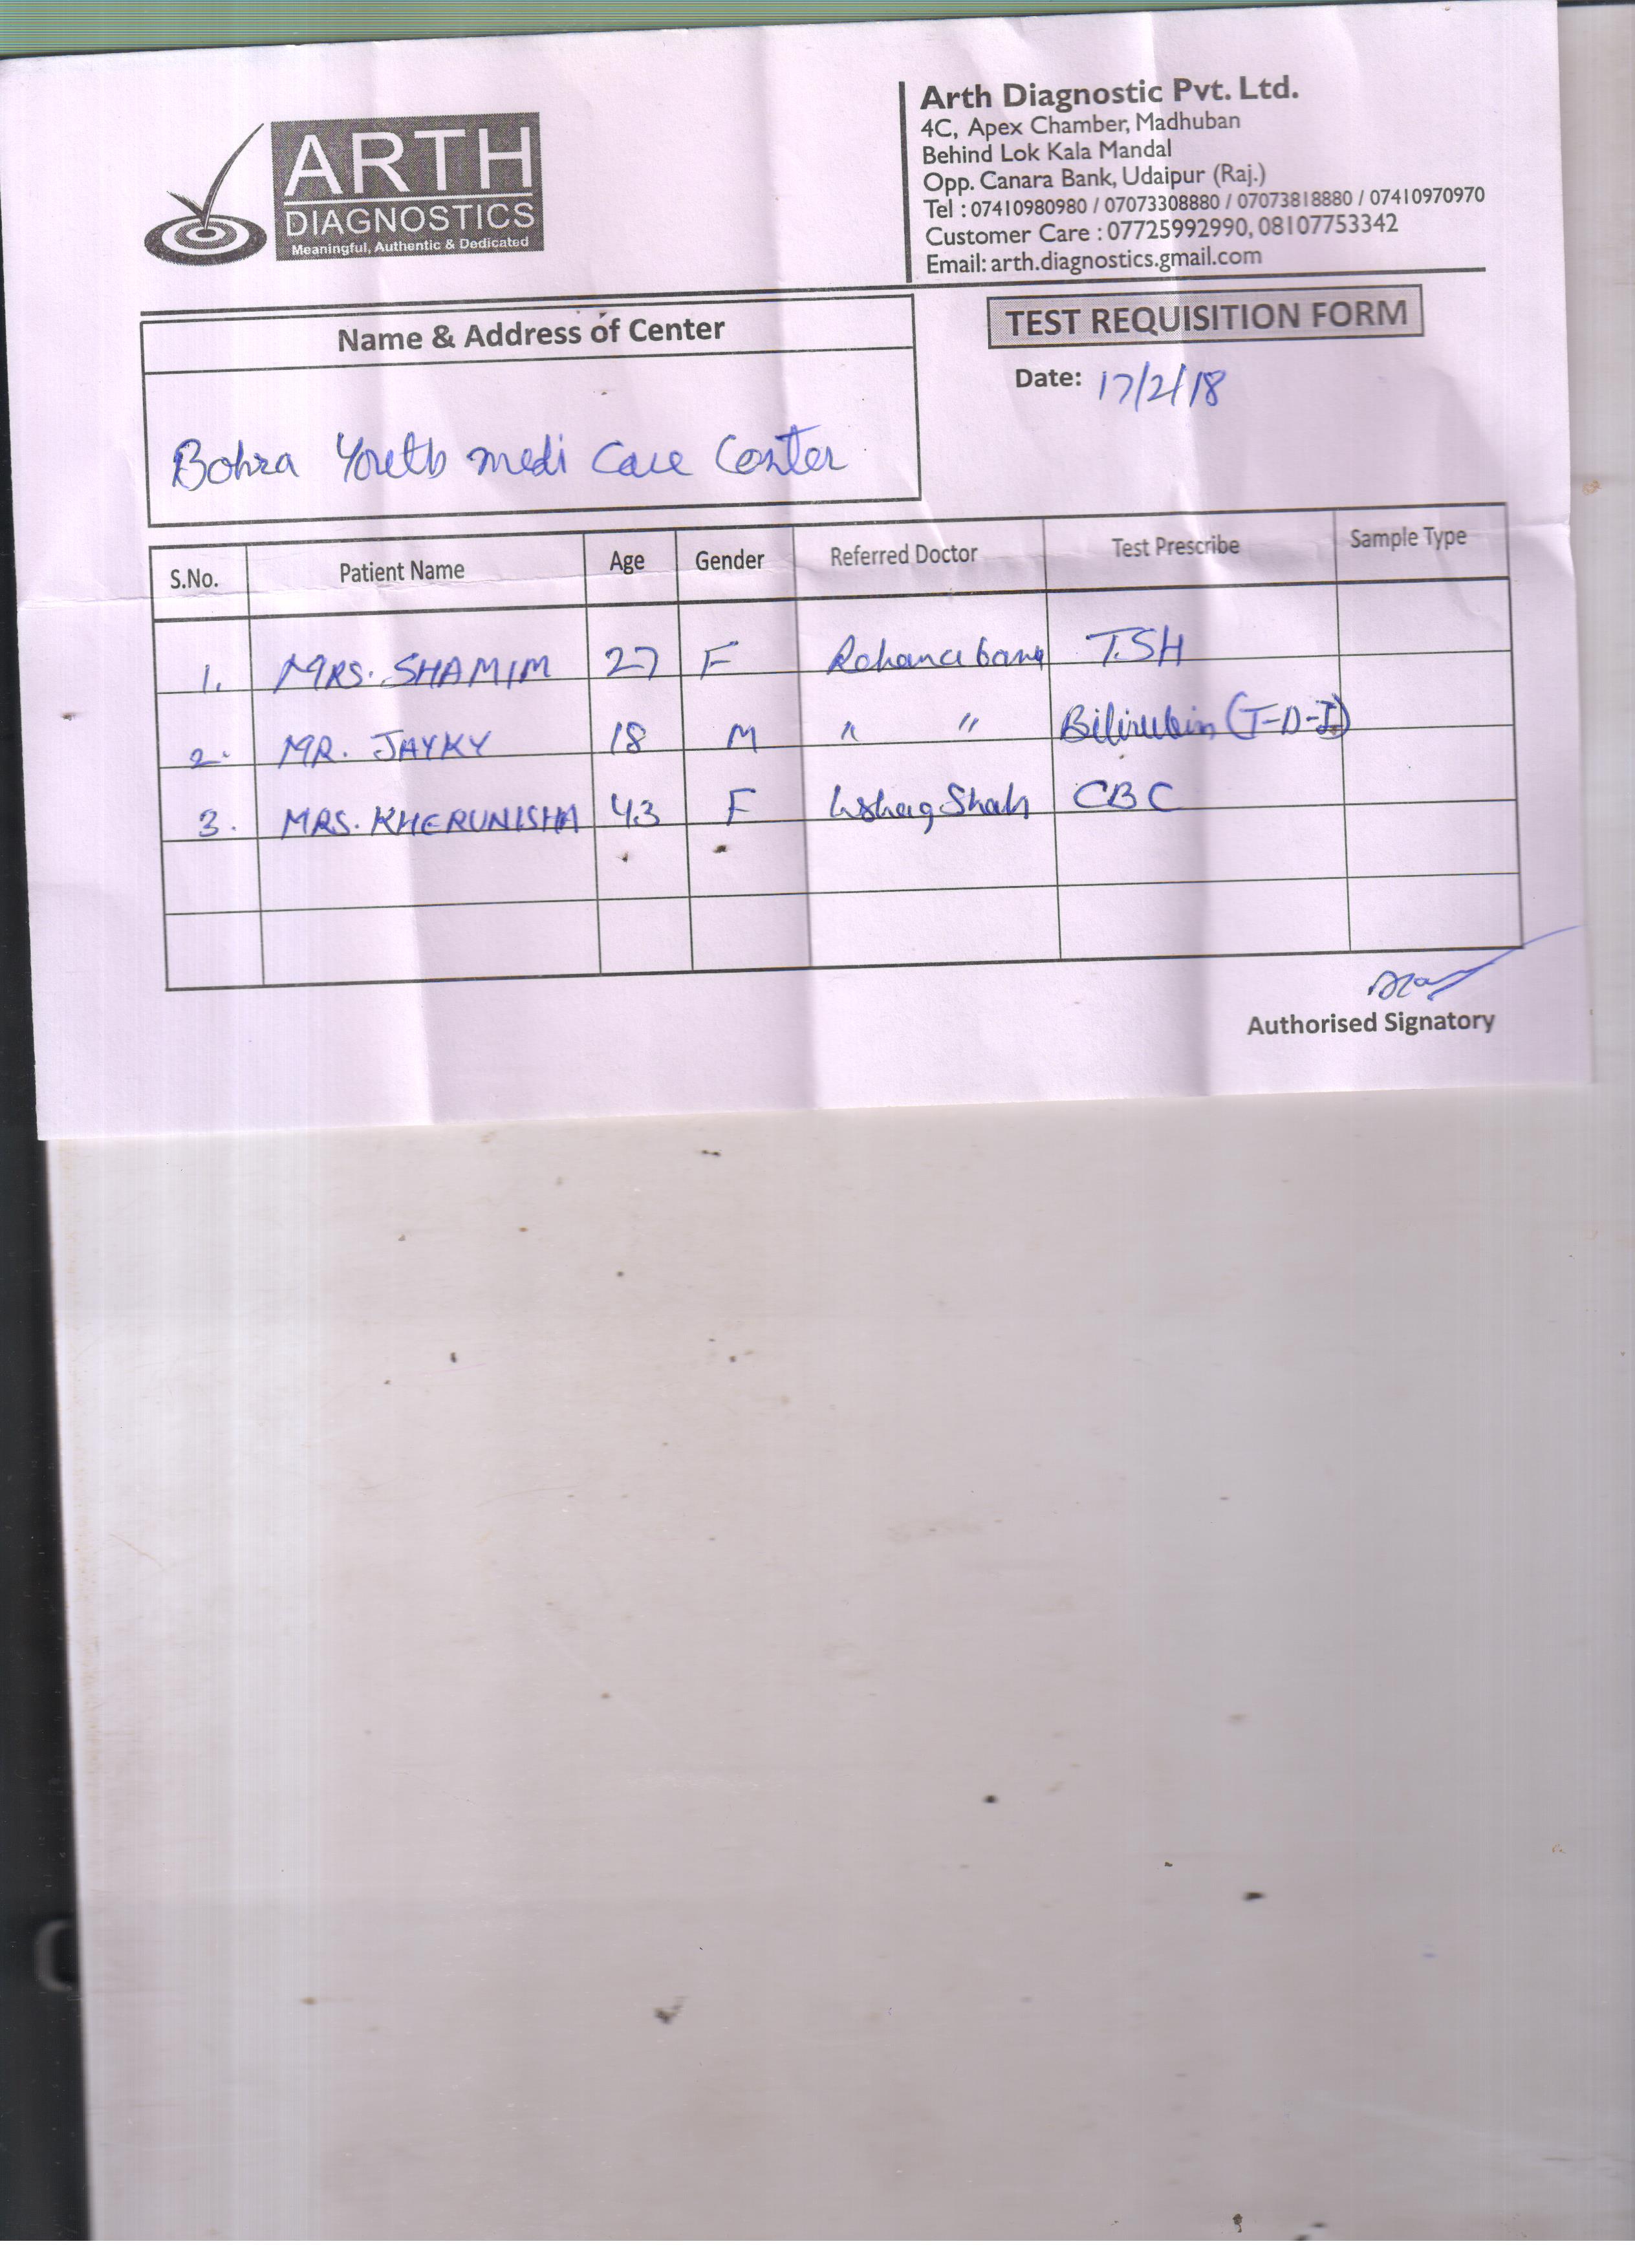 ARTH
DIAGNOSTICS
Meaningful, Authentic & Dedicated
Arth Diagnostic Pvt. Ltd.
4C, Apex Chamber, Madhuban
Behind Lok Kala Mandal
Opp. Canara Bank, Udaipur (Raj.)
Tel : 07410980980 / 07073308880 / 07073818880 / 07410970970
Customer Care : 07725992990, 08107753342
Email: arth.diagnostics.gmail.com
Name & Address of Center
TEST REQUISITION FORM
Date: 17/2/18
Bohra Youth medi Care Center
S.No. Patient Name Age Gender Referred Doctor Test Prescribe Sample Type
1. MRS. SHAMIM 27 F T.SH
2. MR. JAYKY 18 M " " Bilirubin (T-D-I)
3. MRS. KHERUNISHA 43 F Shah CBC
Authorised Signatory